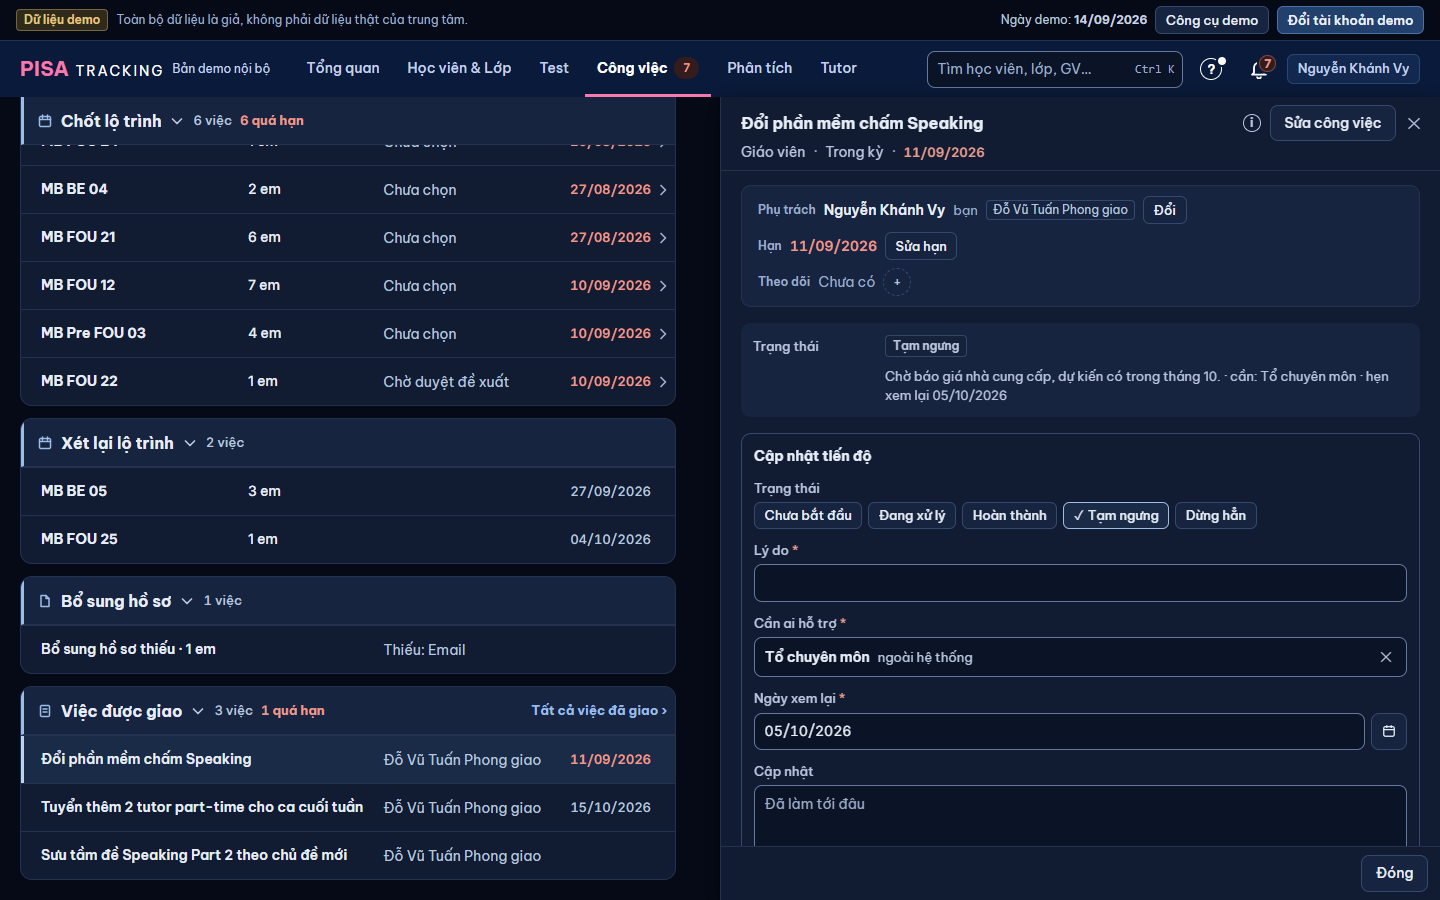 Dữ liệu demo Toàn bộ dữ liệu là giả, không phải dữ liệu thật của trung tâm. Ngày demo: 14/09/2026 Công cụ demo Đổi tài khoản demo
PISA TRACKING Bản demo nội bộ Tổng quan Học viên & Lớp Test Công việc 7 Phân tích Tutor Tìm học viên, lớp, GV... Ctrl K ? 7 Nguyễn Khánh Vy
Chốt lộ trình 6 việc 6 quá hạn
MB BE 04 2 em Chưa chọn 27/08/2026
MB FOU 21 6 em Chưa chọn 27/08/2026
MB FOU 12 7 em Chưa chọn 10/09/2026
MB Pre FOU 03 4 em Chưa chọn 10/09/2026
MB FOU 22 1 em Chờ duyệt đề xuất 10/09/2026
Xét lại lộ trình 2 việc
MB BE 05 3 em 27/09/2026
MB FOU 25 1 em 04/10/2026
Bổ sung hồ sơ 1 việc
Bổ sung hồ sơ thiếu · 1 em Thiếu: Email
Việc được giao 3 việc 1 quá hạn Tất cả việc đã giao ›
Đổi phần mềm chấm Speaking Đỗ Vũ Tuấn Phong giao 11/09/2026
Tuyển thêm 2 tutor part-time cho ca cuối tuần Đỗ Vũ Tuấn Phong giao 15/10/2026
Sưu tầm đề Speaking Part 2 theo chủ đề mới Đỗ Vũ Tuấn Phong giao
Đổi phần mềm chấm Speaking Sửa công việc
Giáo viên · Trong kỳ · 11/09/2026
Phụ trách Nguyễn Khánh Vy bạn Đỗ Vũ Tuấn Phong giao Đổi
Hạn 11/09/2026 Sửa hạn
Theo dõi Chưa có +
Trạng thái Tạm ngưng
Chờ báo giá nhà cung cấp, dự kiến có trong tháng 10. · cần: Tổ chuyên môn · hẹn
xem lại 05/10/2026
Cập nhật tiến độ
Trạng thái
Chưa bắt đầu Đang xử lý Hoàn thành ✓ Tạm ngưng Dừng hẳn
Lý do *
Cần ai hỗ trợ *
Tổ chuyên môn ngoài hệ thống
Ngày xem lại *
05/10/2026
Cập nhật
Đã làm tới đâu
Đóng